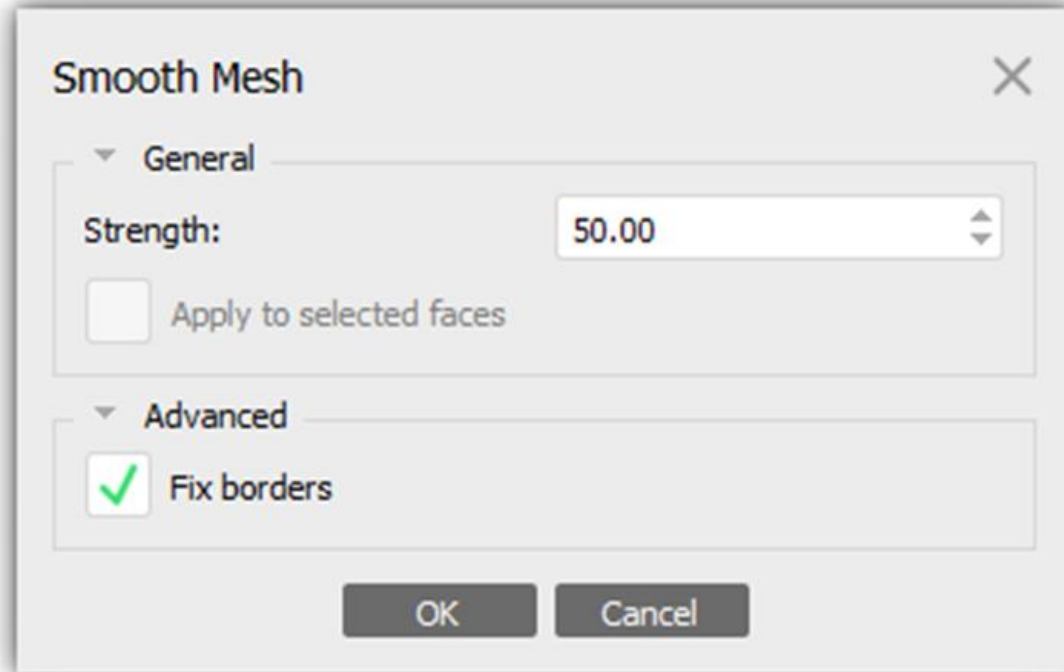 Smooth Mesh
General
Strength: 50.00
Apply to selected faces
Advanced
Fix borders
OK Cancel